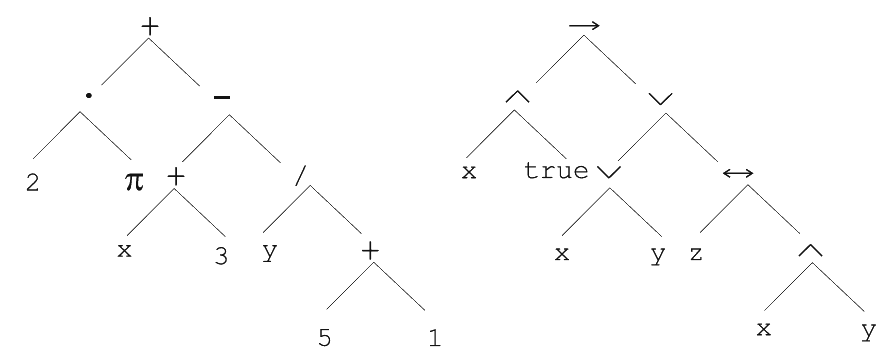 + →
· − ∧ ∨
2 π + / x true ∨ ↔
x 3 y + x y z ∧
5 1 x y